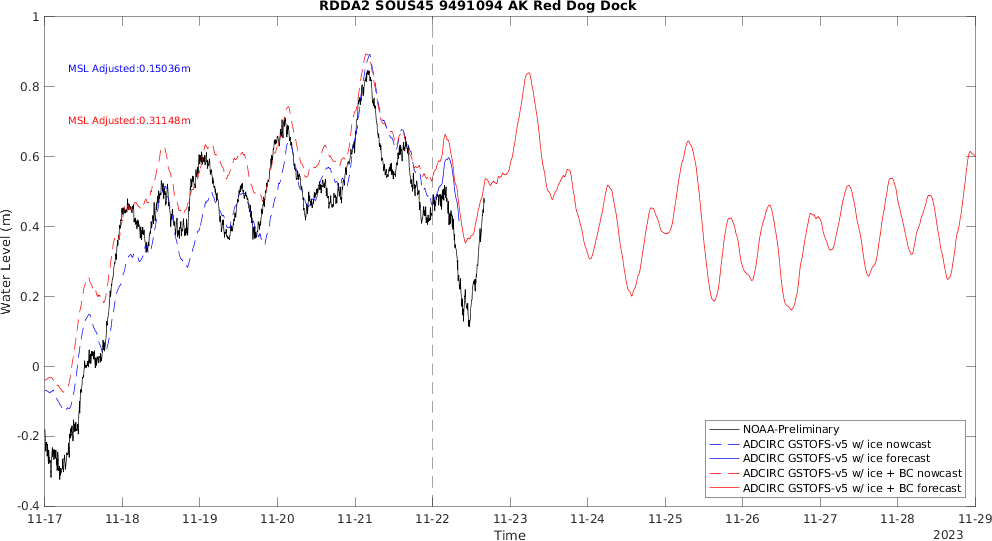 RDDA2 SOUS45 9491094 AK Red Dog Dock
MSL Adjusted:0.15036m
MSL Adjusted:0.31148m
Water Level (m)
1
0.8
0.6
0.4
0.2
0
-0.2
-0.4
NOAA-Preliminary
ADCIRC GSTOFS-v5 w/ ice nowcast
ADCIRC GSTOFS-v5 w/ ice forecast
ADCIRC GSTOFS-v5 w/ ice + BC nowcast
ADCIRC GSTOFS-v5 w/ ice + BC forecast
11-17 11-18 11-19 11-20 11-21 11-22 11-23 11-24 11-25 11-26 11-27 11-28 11-29
Time
2023